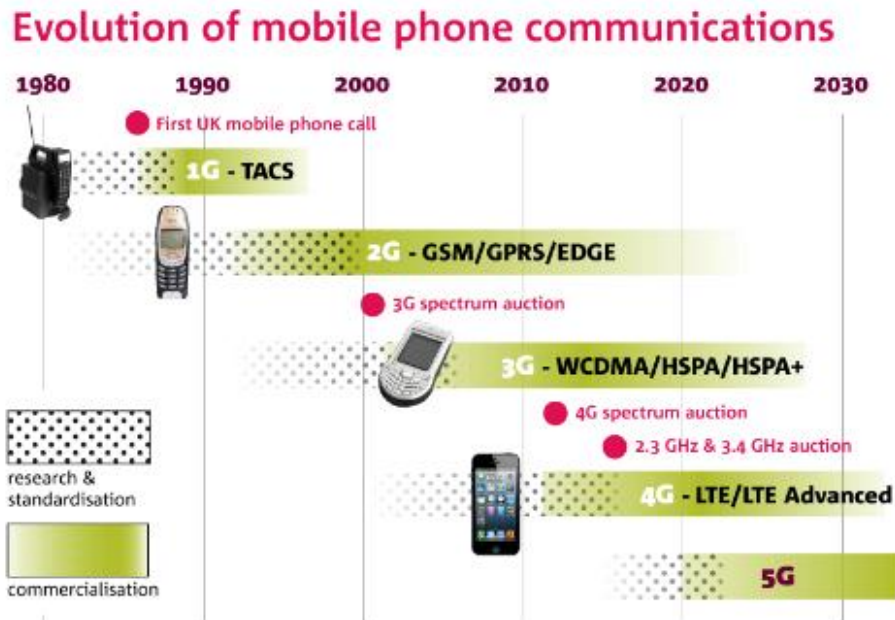 Evolution of mobile phone communications
1980 1990 2000 2010 2020 2030
First UK mobile phone call
1G - TACS
2G - GSM/GPRS/EDGE
3G spectrum auction
3G - WCDMA/HSPA/HSPA+
4G spectrum auction
2.3 GHz & 3.4 GHz auction
4G - LTE/LTE Advanced
5G
research &
standardisation
commercialisation